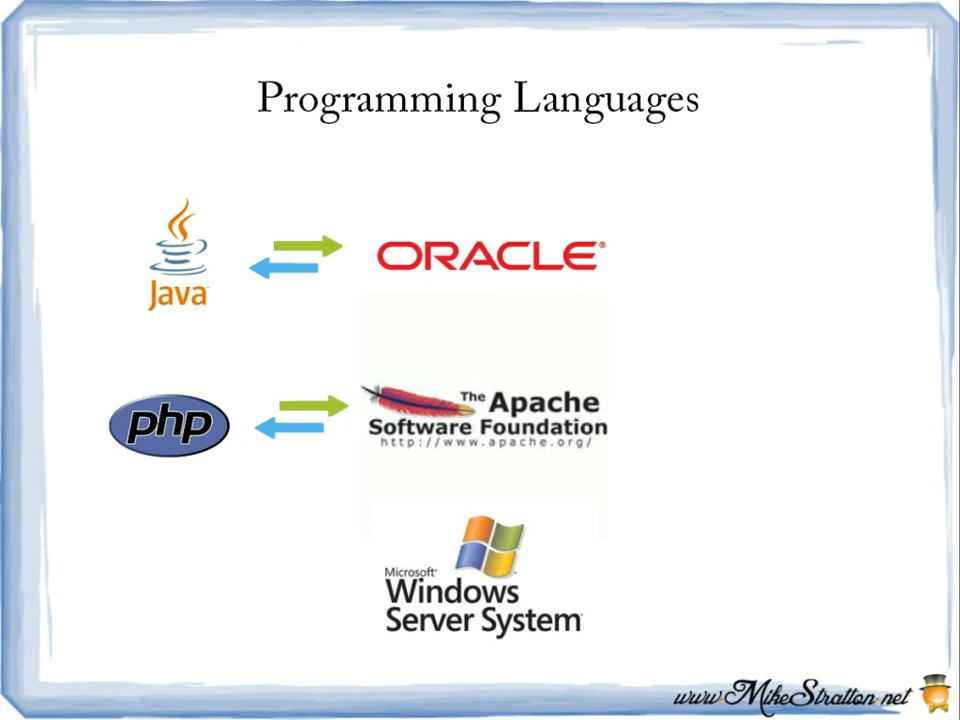 Programming Languages
Java
ORACLE®
php
The Apache
Software Foundation
http://www.apache.org/
Microsoft®
Windows
Server System™
www.MikeStratton.net